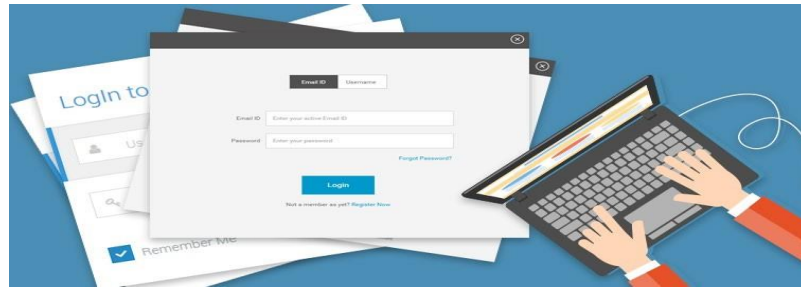 LogIn to
Us
Remember Me
Email ID Username
Email ID Enter your active Email ID
Password Enter your password
Forgot Password?
Login
Not a member as yet? Register Now